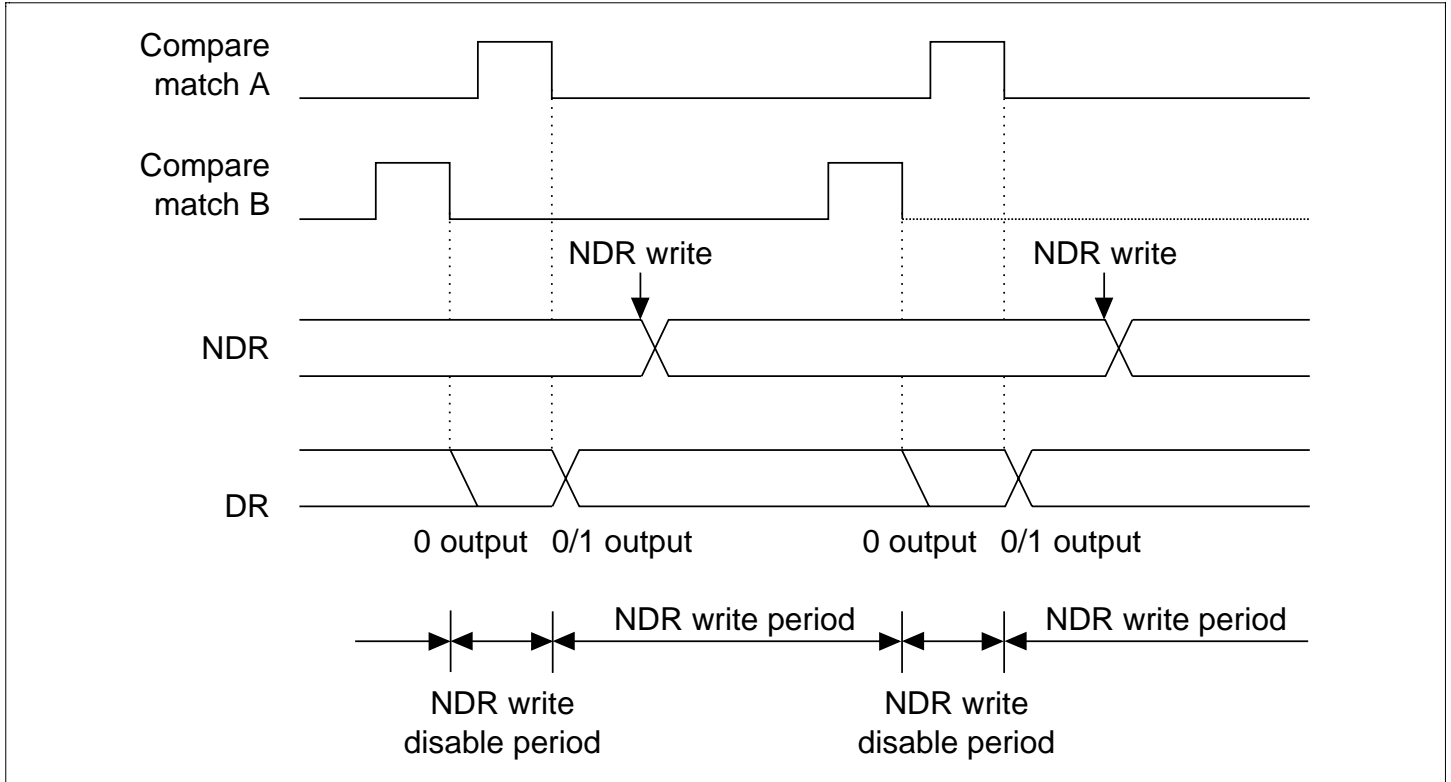 Compare
match A
Compare
match B
NDR write NDR write
NDR
DR
0 output 0/1 output 0 output 0/1 output
NDR write period NDR write period
NDR write NDR write
disable period disable period